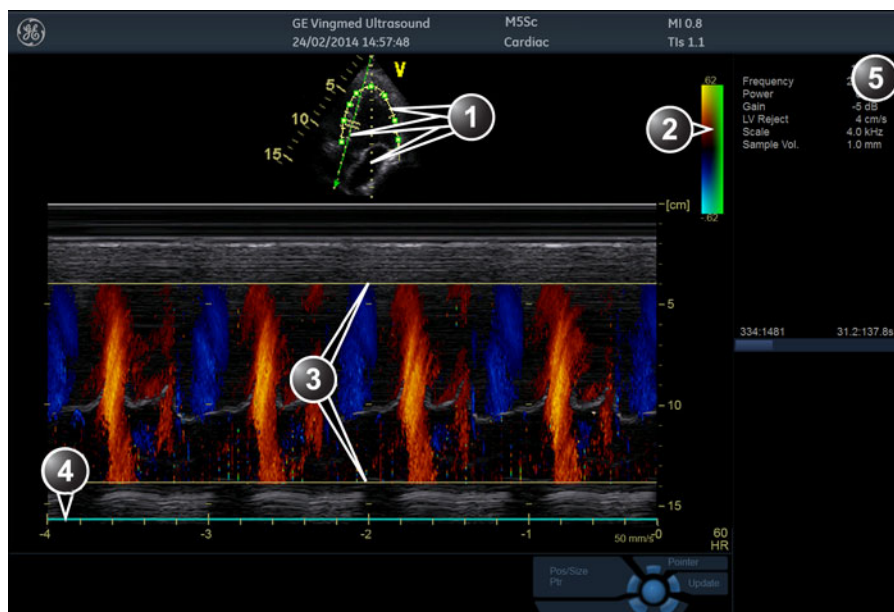 GE Vingmed Ultrasound M5Sc MI 0.8
24/02/2014 14:57:48 Cardiac TIs 1.1
V
5
10
15
1
2
3
4
5
.62
-.62
Frequency
Power
Gain -5 dB
LV Reject 4 cm/s
Scale 4.0 kHz
Sample Vol. 1.0 mm
[cm]
5
10
15
334:1481 31.2:137.8s
-4 -3 -2 -1 50 mm/s -0
60
HR
Pos/Size
Ptr
Pointer
Update